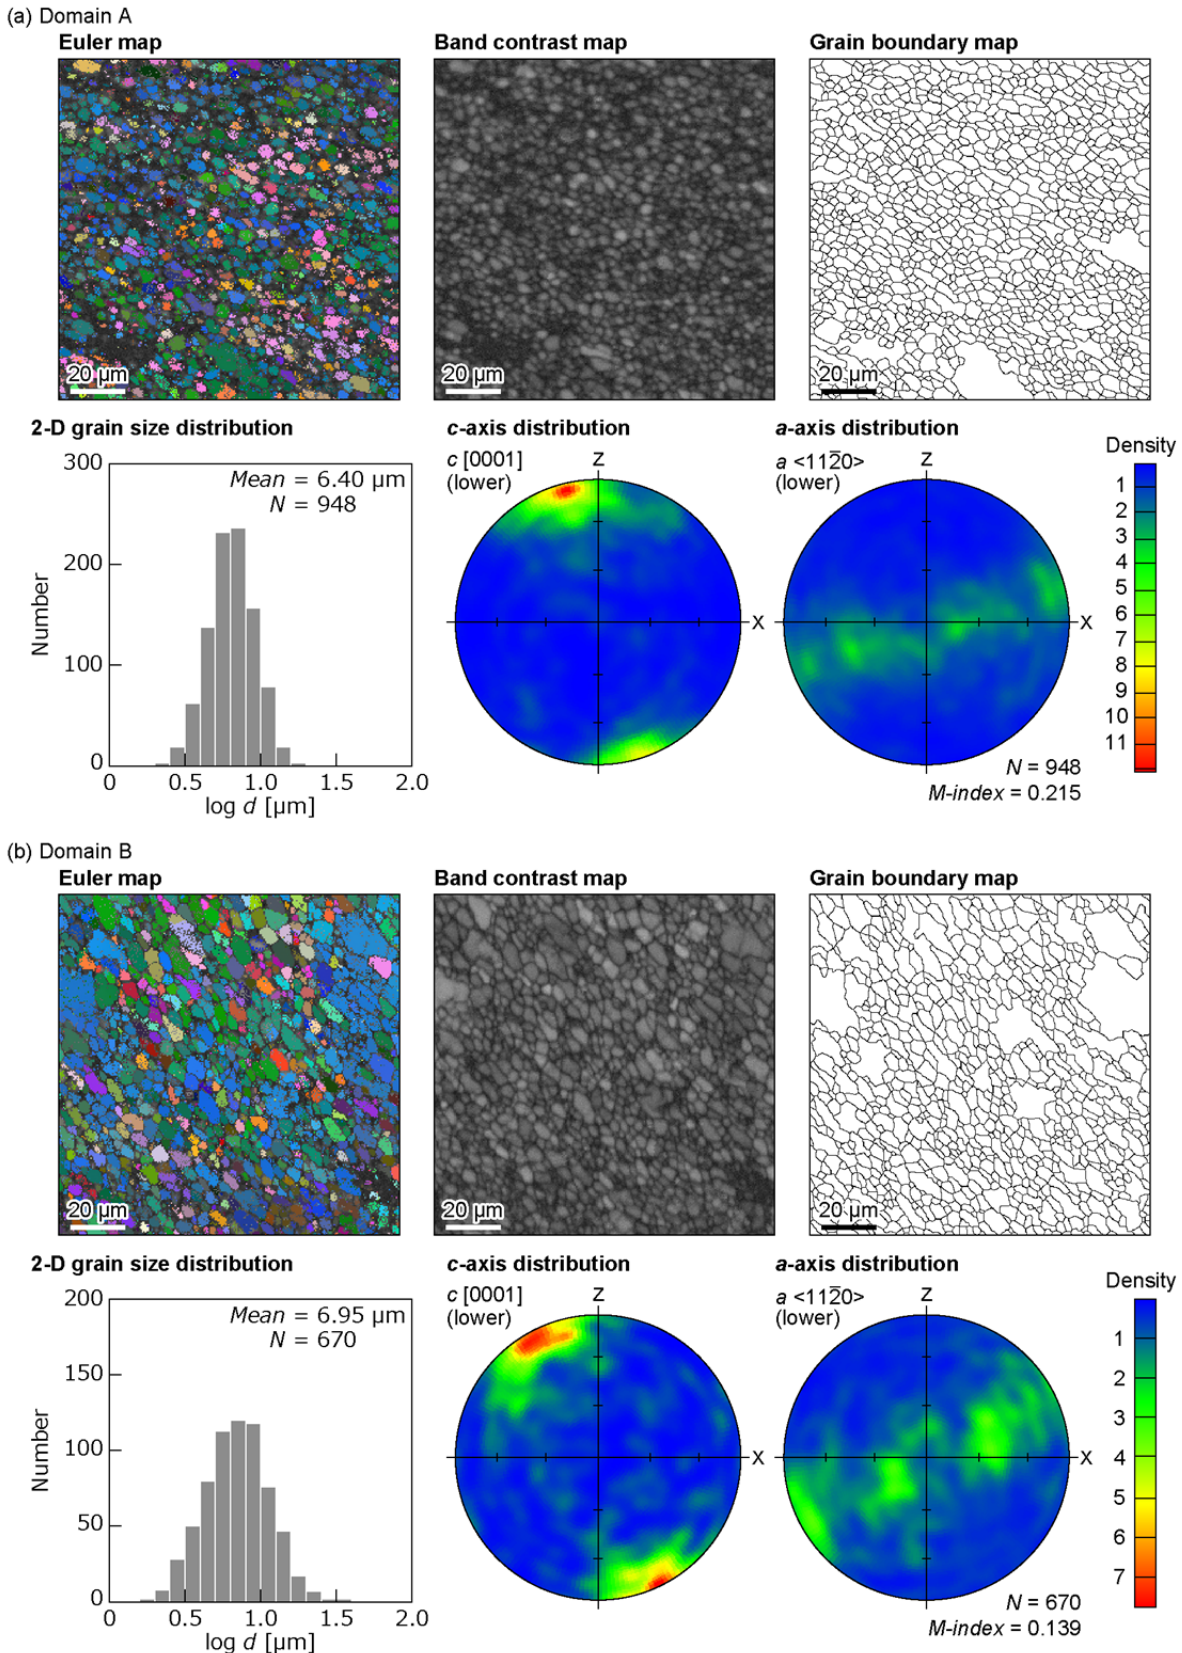 (a) Domain A
Euler map
Band contrast map
Grain boundary map
20 µm
20 µm
20 µm
2-D grain size distribution
c-axis distribution
a-axis distribution
Density
300
200
100
0
Number
Mean = 6.40 µm
N = 948
0
0.5
1.0
1.5
2.0
log d [µm]
c [0001]
(lower)
Z
X
a <112̅0>
(lower)
Z
X
1
2
3
4
5
6
7
8
9
10
11
N = 948
M-index = 0.215
(b) Domain B
Euler map
Band contrast map
Grain boundary map
20 µm
20 µm
20 µm
2-D grain size distribution
c-axis distribution
a-axis distribution
Density
200
150
100
50
0
Number
Mean = 6.95 µm
N = 670
0
0.5
1.0
1.5
2.0
log d [µm]
c [0001]
(lower)
Z
X
a <112̅0>
(lower)
Z
X
1
2
3
4
5
6
7
N = 670
M-index = 0.139